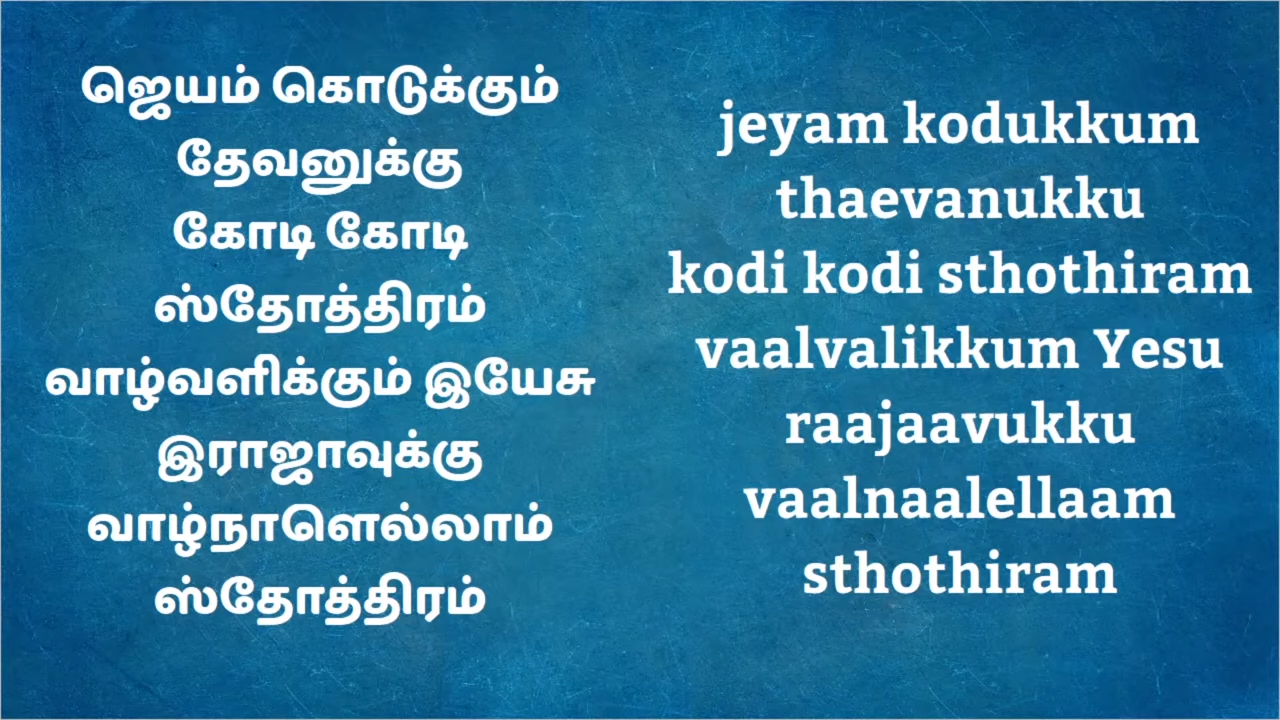 ஜெயம் கொடுக்கும்
தேவனுக்கு
கோடி கோடி
ஸ்தோத்திரம்
வாழ்வளிக்கும் இயேசு
இராஜாவுக்கு
வாழ்நாளெல்லாம்
ஸ்தோத்திரம்
jeyam kodukkum
thaevanukku
kodi kodi sthothiram
vaalvalikkum Yesu
raajaavukku
vaalnaalellaam
sthothiram